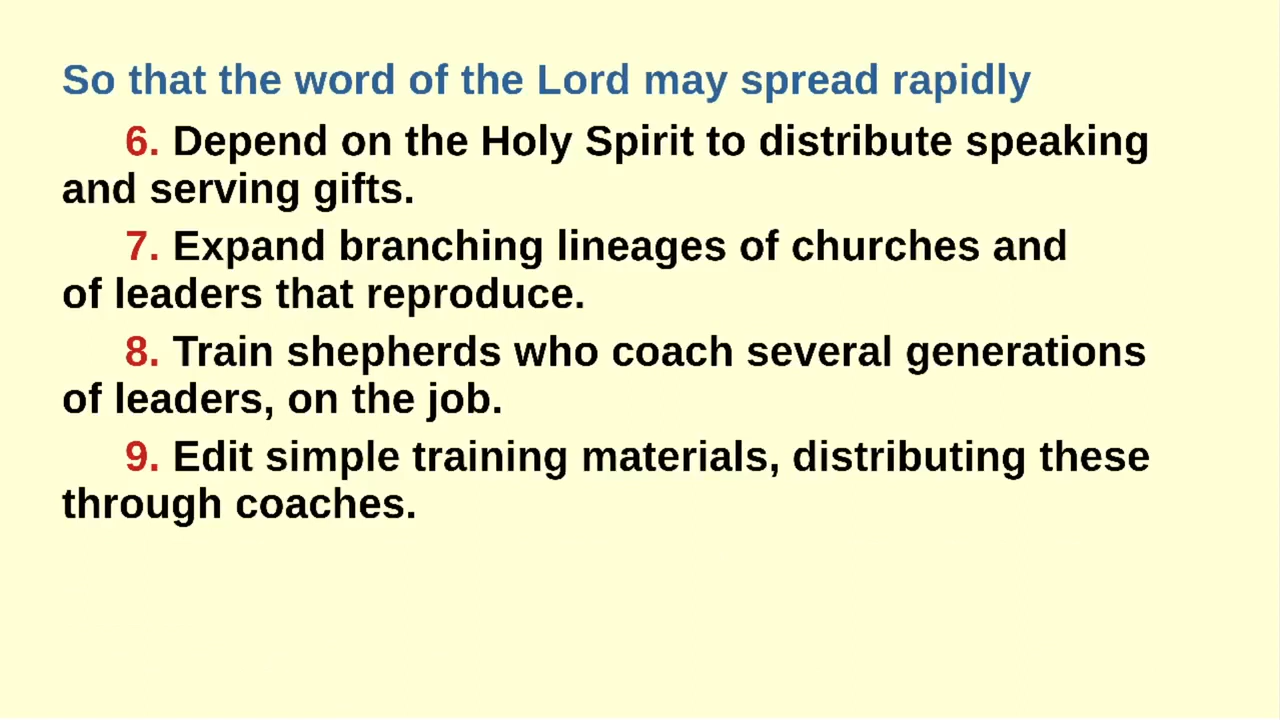 So that the word of the Lord may spread rapidly
6. Depend on the Holy Spirit to distribute speaking
and serving gifts.
7. Expand branching lineages of churches and
of leaders that reproduce.
8. Train shepherds who coach several generations
of leaders, on the job.
9. Edit simple training materials, distributing these
through coaches.